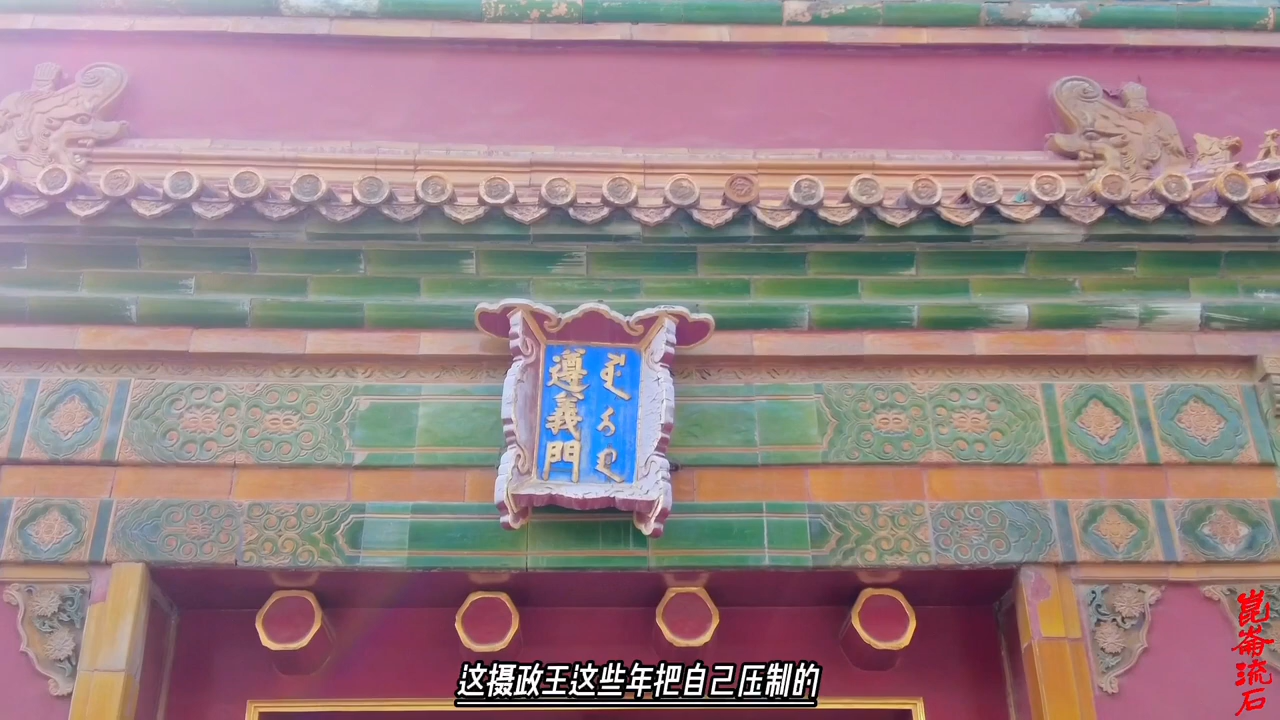 遵義門
这摄政王这些年把自己压制的
崑崙流石